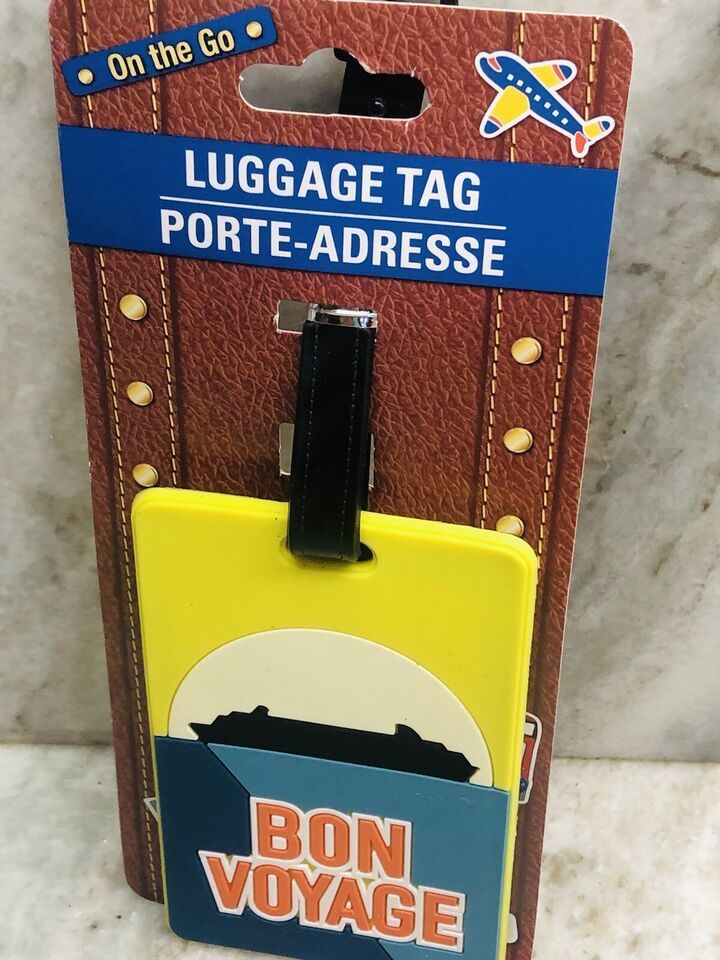 On the Go
LUGGAGE TAG
PORTE-ADRESSE
BON
VOYAGE